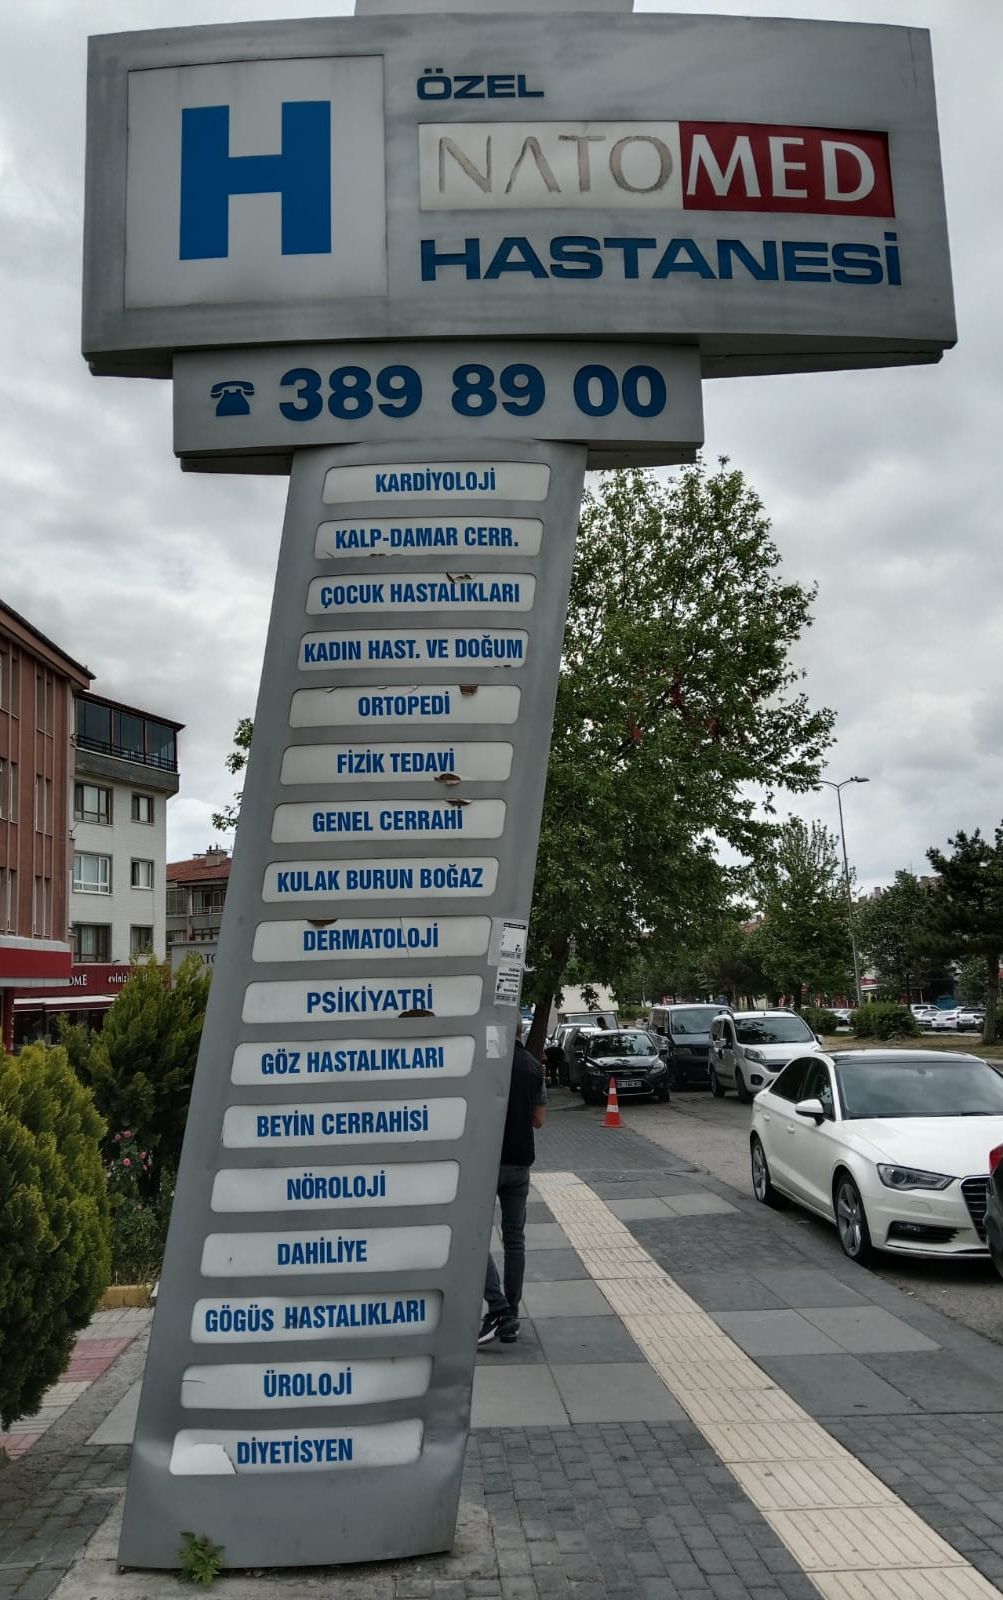 H
ÖZEL
NATOMED
HASTANESİ
389 89 00
KARDİYOLOJİ
KALP-DAMAR CERR.
ÇOCUK HASTALIKLARI
KADIN HAST. VE DOĞUM
ORTOPEDİ
FİZİK TEDAVİ
GENEL CERRAHİ
KULAK BURUN BOĞAZ
DERMATOLOJİ
PSİKİYATRİ
GÖZ HASTALIKLARI
BEYİN CERRAHİSİ
NÖROLOJİ
DAHİLİYE
GÖGÜS HASTALIKLARI
ÜROLOJİ
DİYETİSYEN